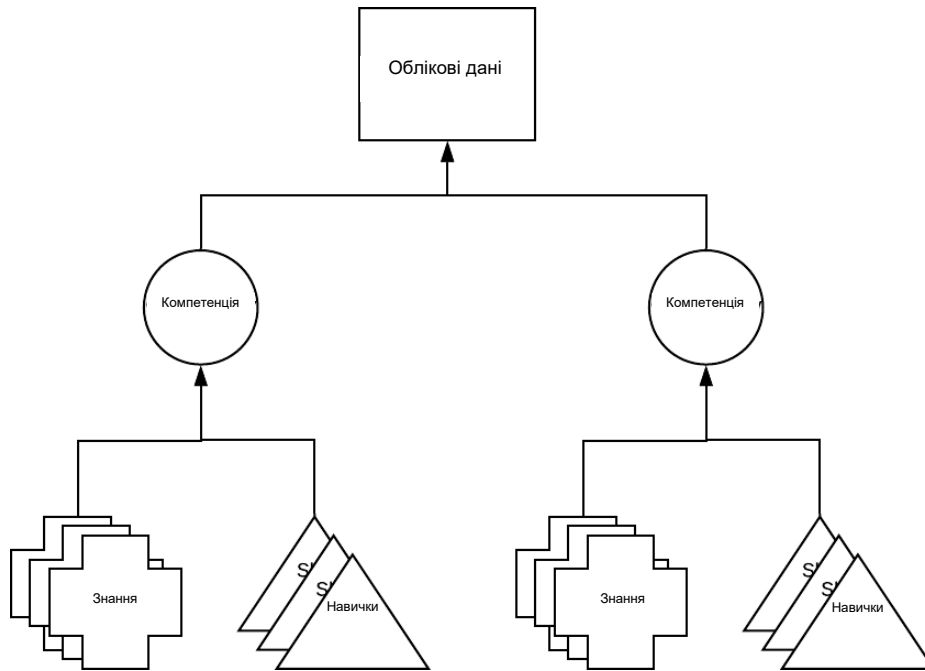 Облікові дані
Компетенція
Компетенція
Знання
Навички
Знання
Навички